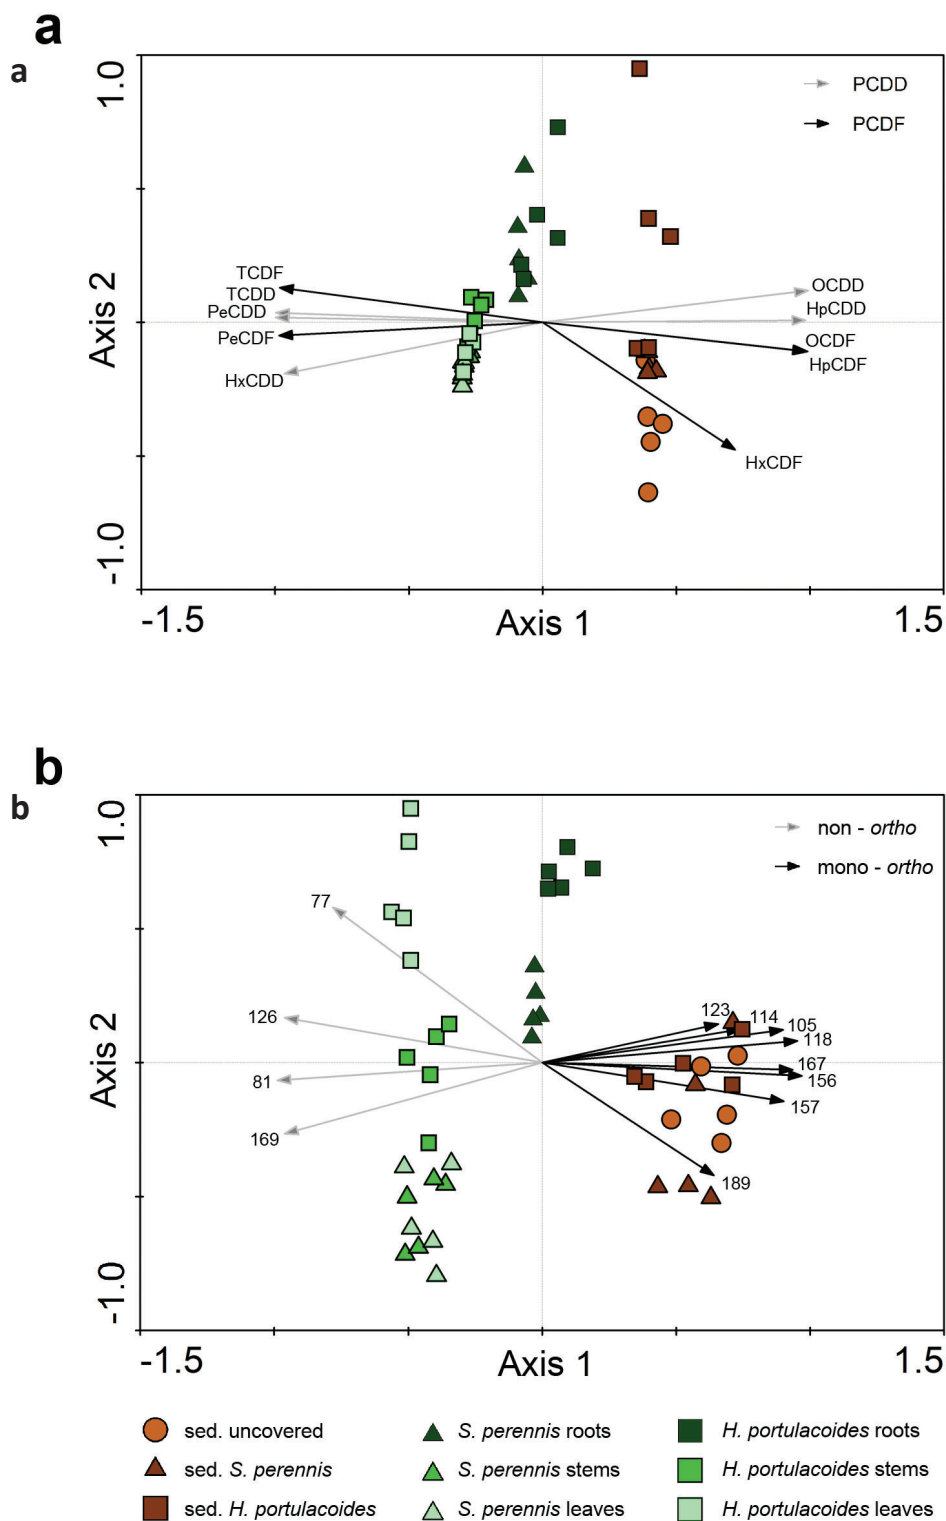 a
a
1.0
PCDD
PCDF
TCDF
TCDD
PeCDD
PeCDF
HxCDD
OCDD
HpCDD
OCDF
HpCDF
HxCDF
Axis 2
-1.0
-1.5
Axis 1
1.5
b
b
1.0
non - ortho
mono - ortho
77
126
81
169
123
114
105
118
167
156
157
189
Axis 2
-1.0
-1.5
Axis 1
1.5
sed. uncovered
S. perennis roots
H. portulacoides roots
sed. S. perennis
S. perennis stems
H. portulacoides stems
sed. H. portulacoides
S. perennis leaves
H. portulacoides leaves